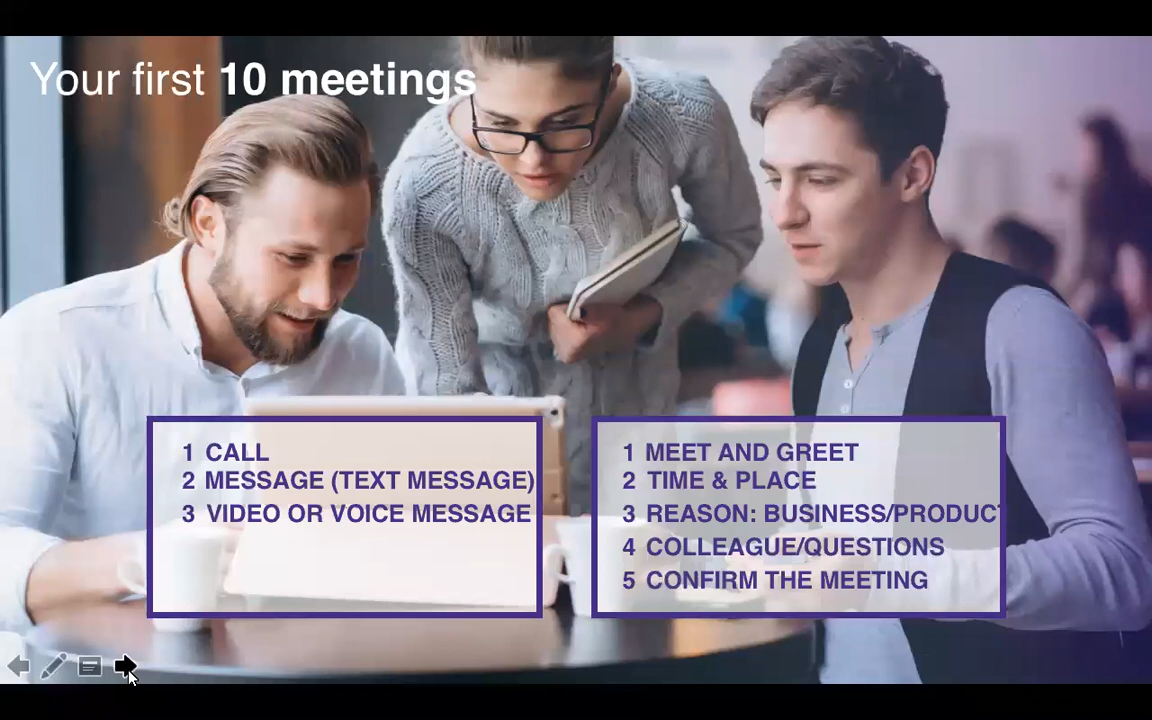 Your first 10 meetings
1 CALL
2 MESSAGE (TEXT MESSAGE)
3 VIDEO OR VOICE MESSAGE
1 MEET AND GREET
2 TIME & PLACE
3 REASON: BUSINESS/PRODUCT
4 COLLEAGUE/QUESTIONS
5 CONFIRM THE MEETING